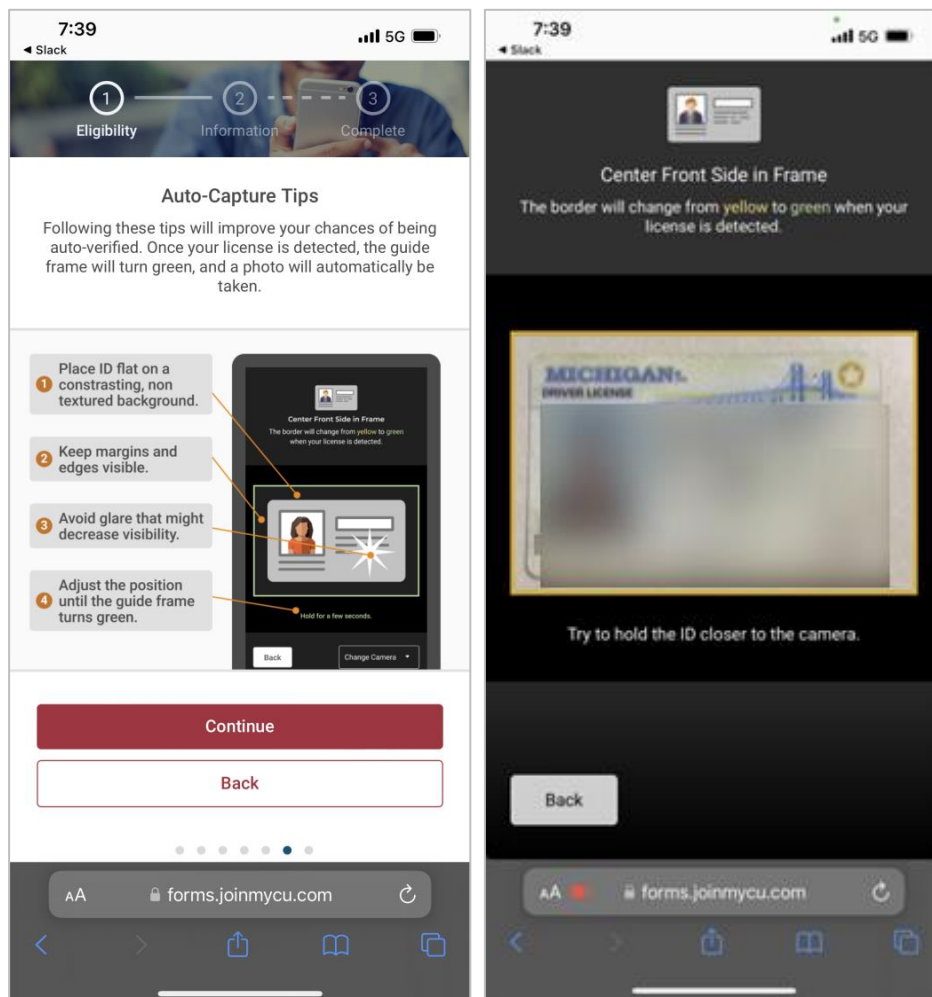 7:39
◄ Slack
5G
1
2
3
Eligibility
Information
Complete
Auto-Capture Tips
Following these tips will improve your chances of being
auto-verified. Once your license is detected, the guide
frame will turn green, and a photo will automatically be
taken.
1
Place ID flat on a
constrasting, non
textured background.
2
Keep margins and
edges visible.
3
Avoid glare that might
decrease visibility.
4
Adjust the position
until the guide frame
turns green.
Center Front Side in Frame
The border will change from yellow to green
when your license is detected.
Hold for a few seconds.
Back
Change Camera
Continue
Back
AA
forms.joinmycu.com
7:39
◄ Slack
5G
Center Front Side in Frame
The border will change from yellow to green when your
license is detected.
MICHIGAN
DRIVER LICENSE
Try to hold the ID closer to the camera.
Back
AA
forms.joinmycu.com